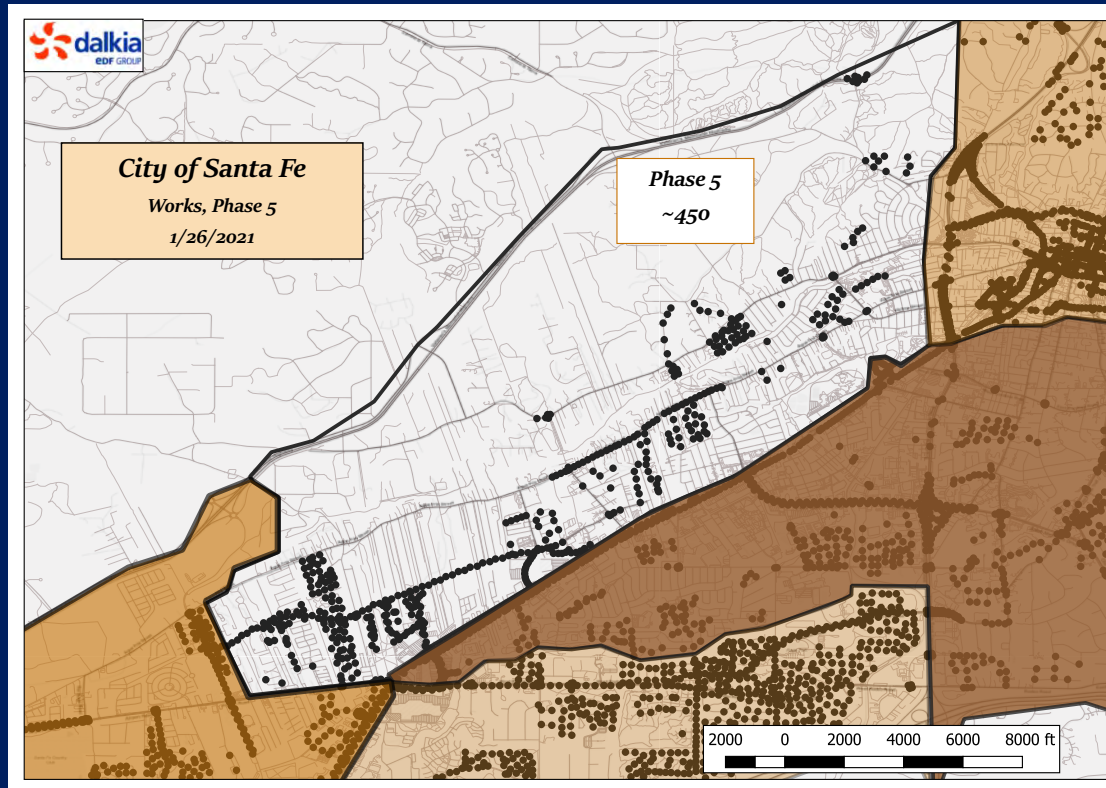 dalkia
EDF GROUP
City of Santa Fe
Works, Phase 5
1/26/2021
Phase 5
~450
2000 0 2000 4000 6000 8000 ft